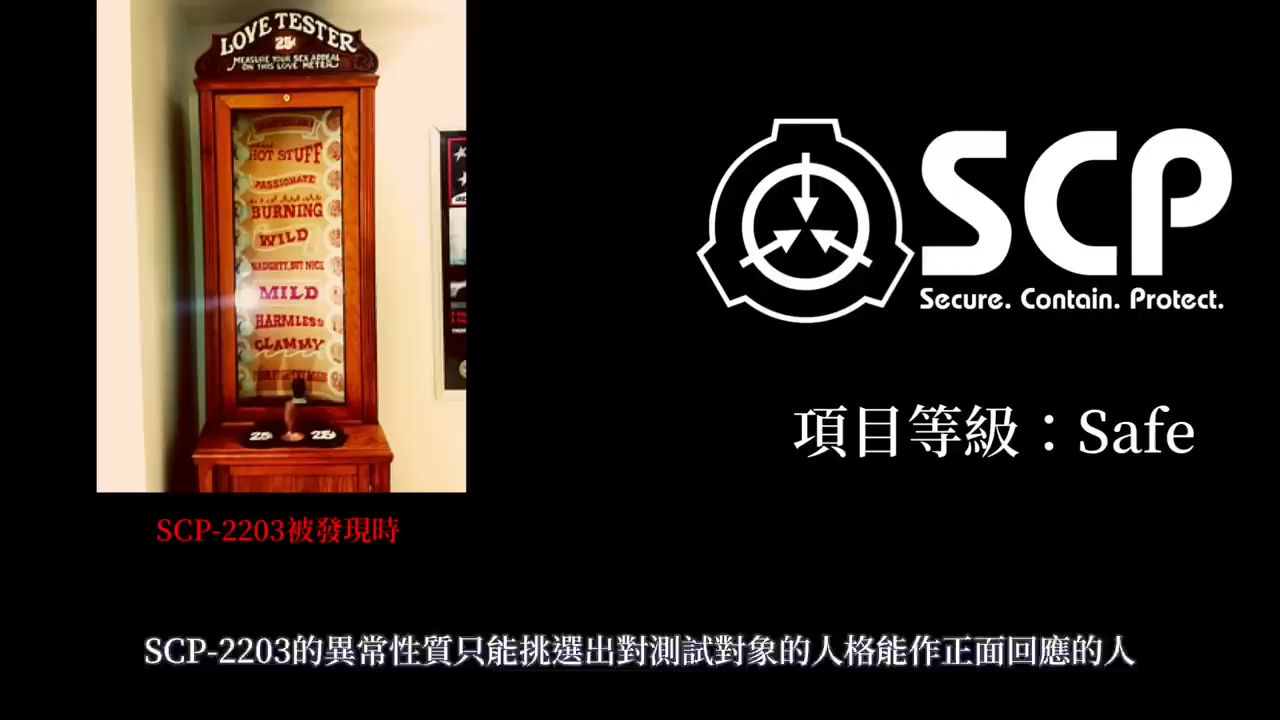 LOVE TESTER
25¢
MEASURE YOUR SEX APPEAL
ON THIS LOVE METER
HOT STUFF
PASSIONATE
BURNING
WILD
NAUGHTY, BUT NICE
MILD
HARMLESS
CLAMMY
25¢ 25¢
SCP-2203被發現時
SCP
Secure. Contain. Protect.
項目等級：Safe
SCP-2203的異常性質只能挑選出對測試對象的人格能作正面回應的人